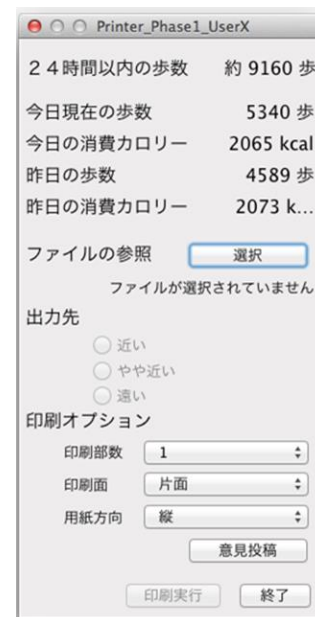 Printer_Phase1_UserX
２４時間以内の歩数 約 9160 歩
今日現在の歩数 5340 歩
今日の消費カロリー 2065 kcal
昨日の歩数 4589 歩
昨日の消費カロリー 2073 k...
ファイルの参照 選択
ファイルが選択されていません
出力先
近い
やや近い
遠い
印刷オプション
印刷部数 1
印刷面 片面
用紙方向 縦
意見投稿
印刷実行 終了